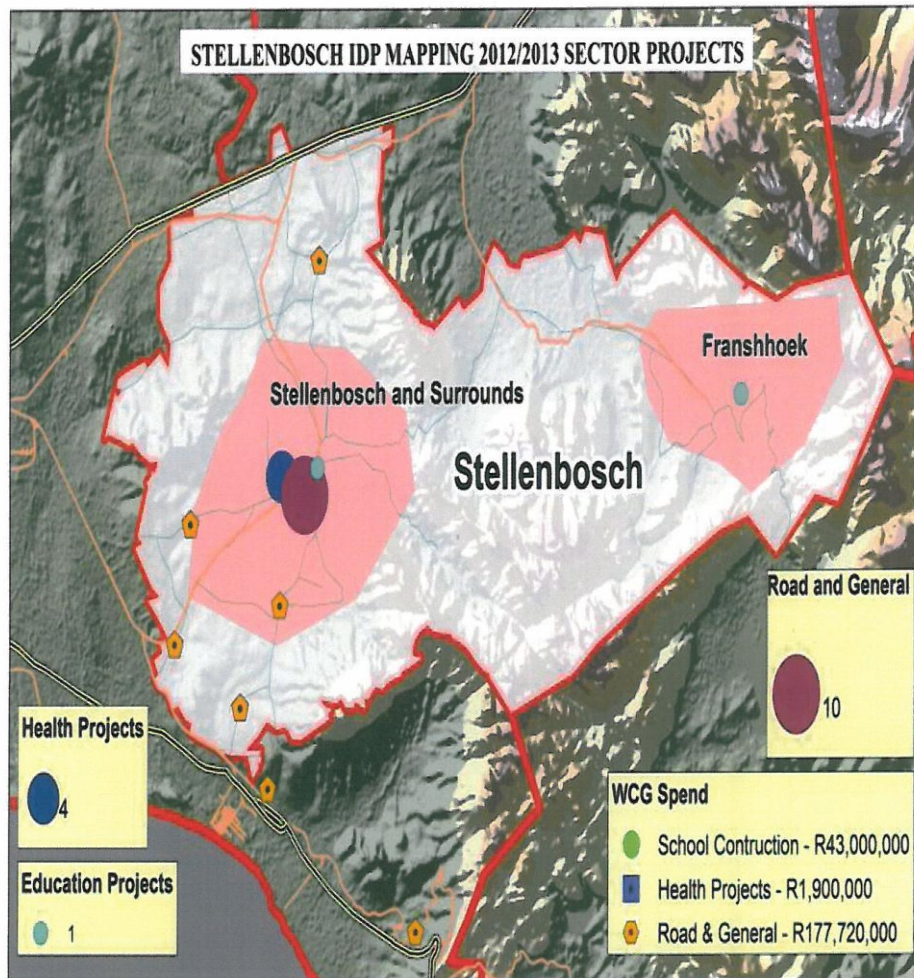 STELLENBOSCH IDP MAPPING 2012/2013 SECTOR PROJECTS
Franshhoek
Stellenbosch and Surrounds
Stellenbosch
Road and General
10
Health Projects
4
Education Projects
1
WCG Spend
School Contruction - R43,000,000
Health Projects - R1,900,000
Road & General - R177,720,000